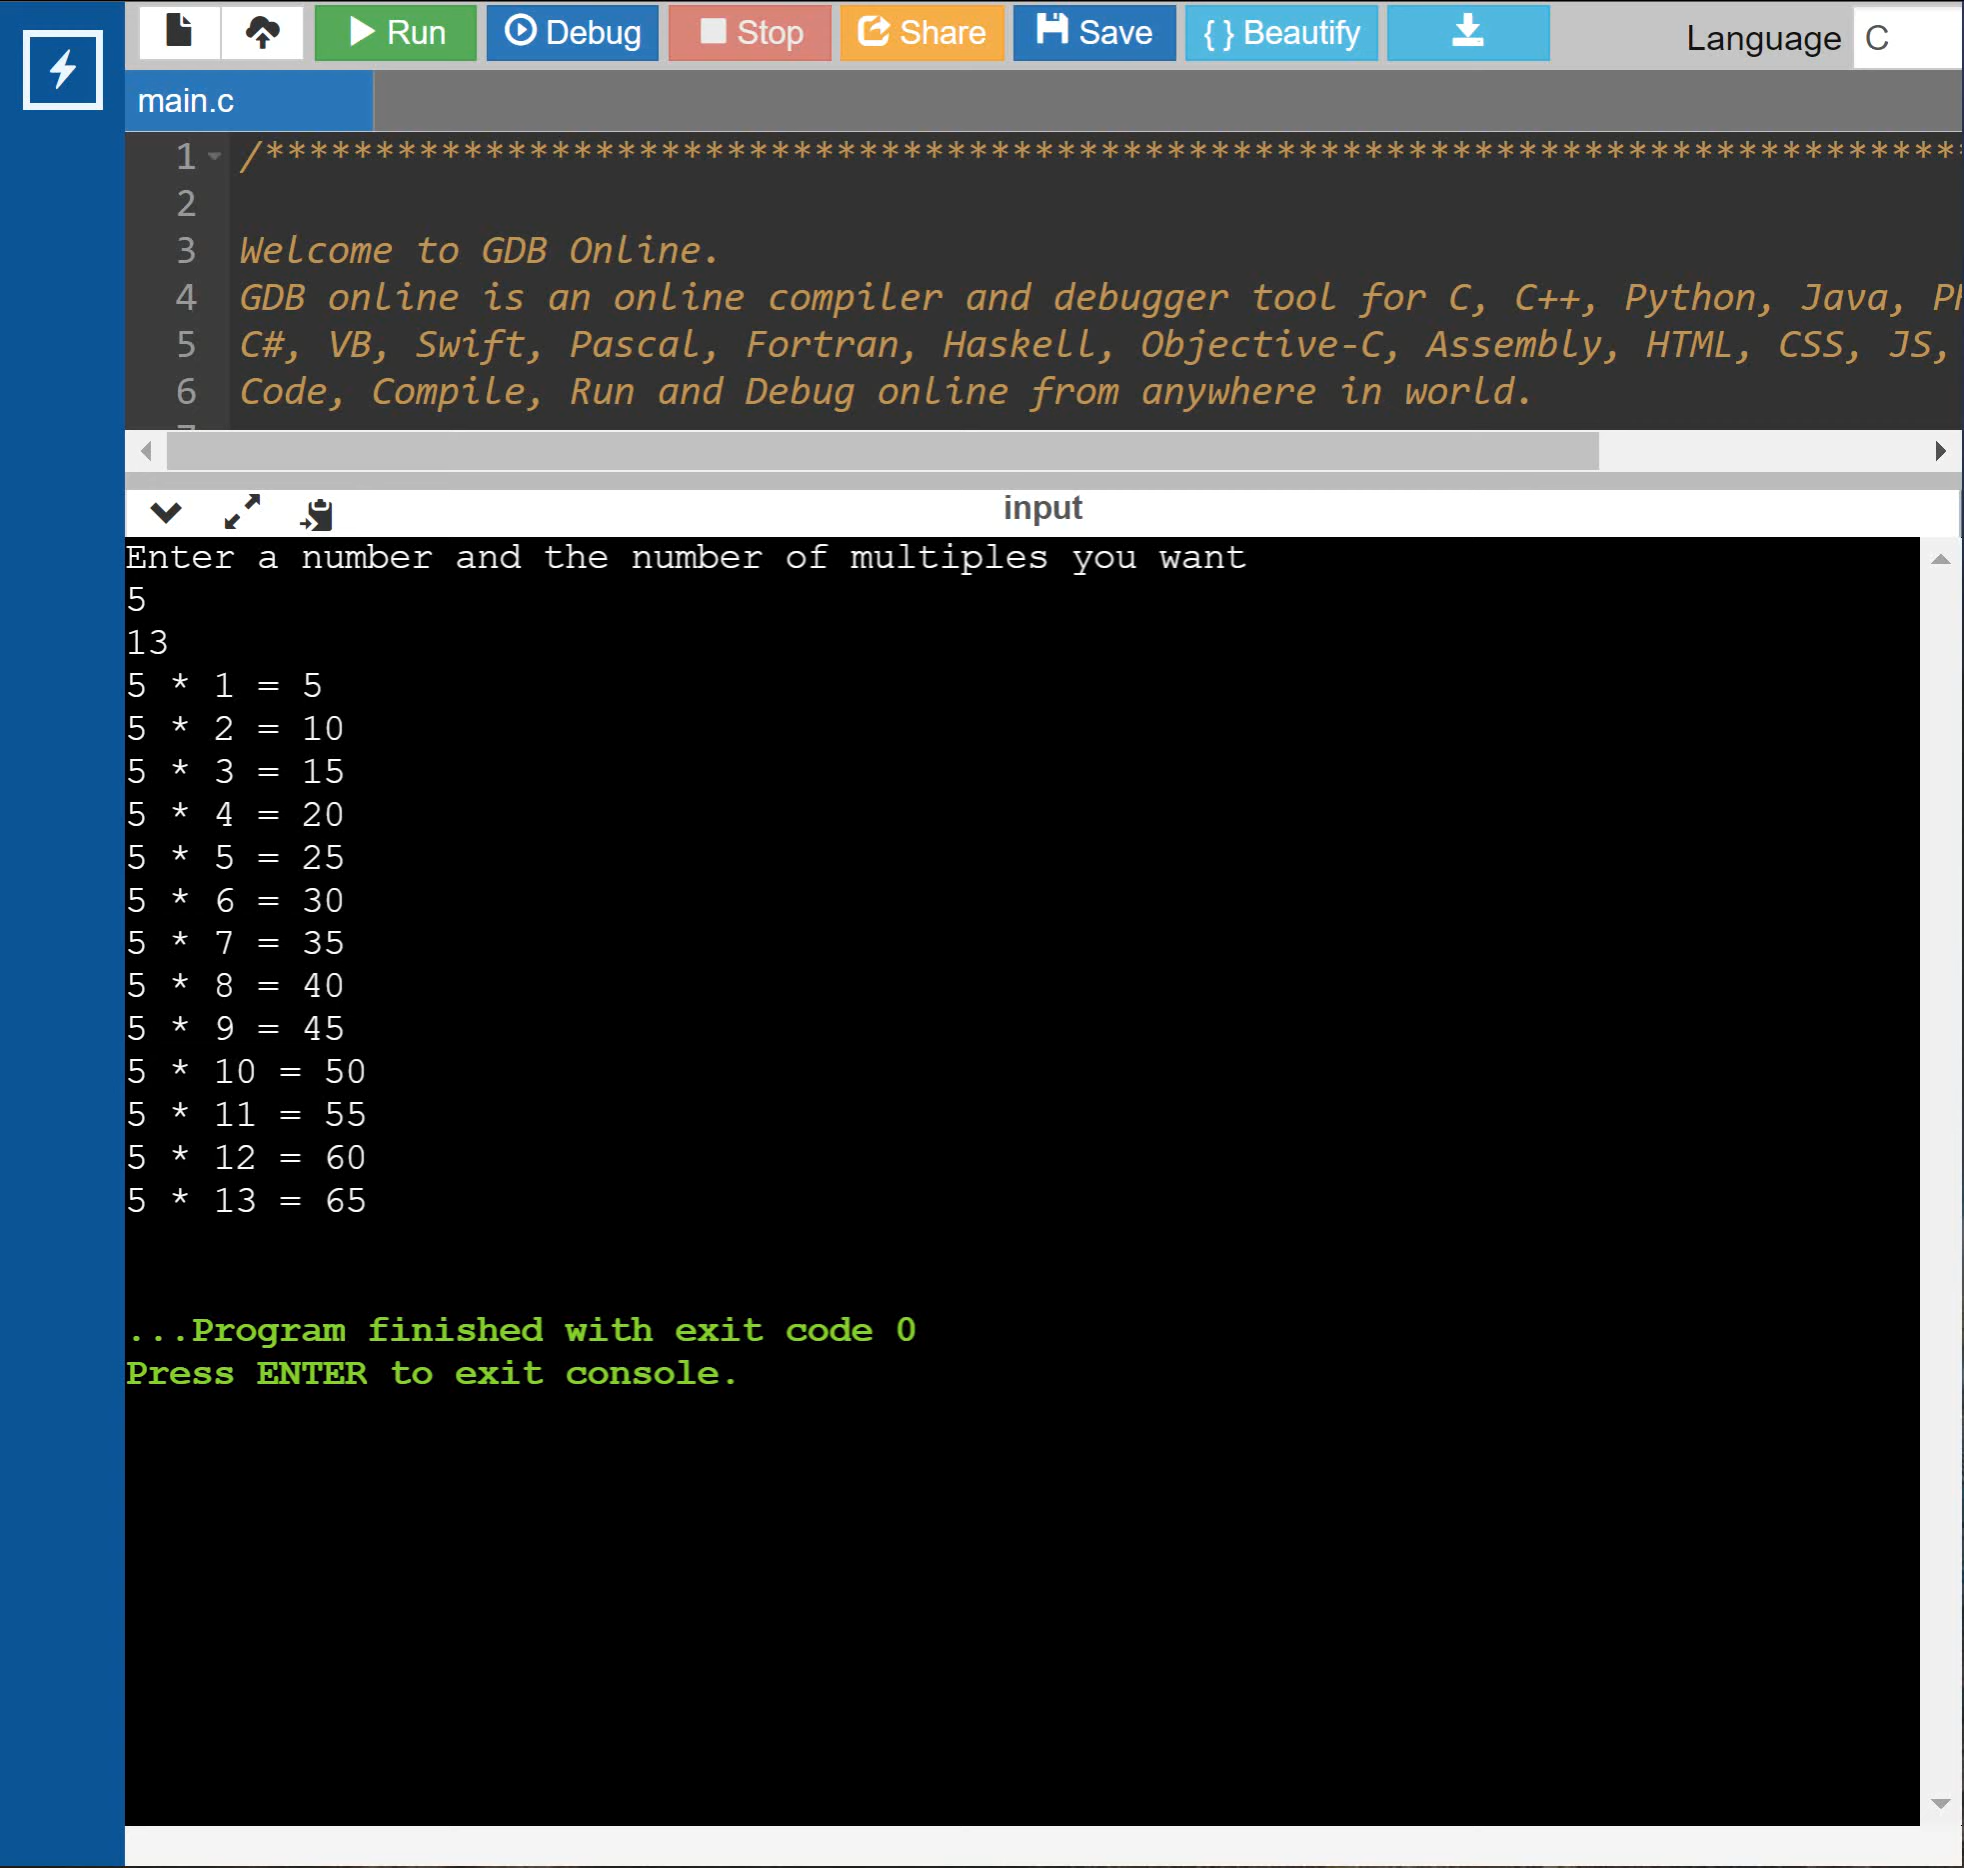 Run Debug Stop Share Save { } Beautify Language C
main.c
1 /******************************************************************************
2
3 Welcome to GDB Online.
4 GDB online is an online compiler and debugger tool for C, C++, Python, Java,
5 C#, VB, Swift, Pascal, Fortran, Haskell, Objective-C, Assembly, HTML, CSS, JS,
6 Code, Compile, Run and Debug online from anywhere in world.
input
Enter a number and the number of multiples you want
5
13
5 * 1 = 5
5 * 2 = 10
5 * 3 = 15
5 * 4 = 20
5 * 5 = 25
5 * 6 = 30
5 * 7 = 35
5 * 8 = 40
5 * 9 = 45
5 * 10 = 50
5 * 11 = 55
5 * 12 = 60
5 * 13 = 65
...Program finished with exit code 0
Press ENTER to exit console.